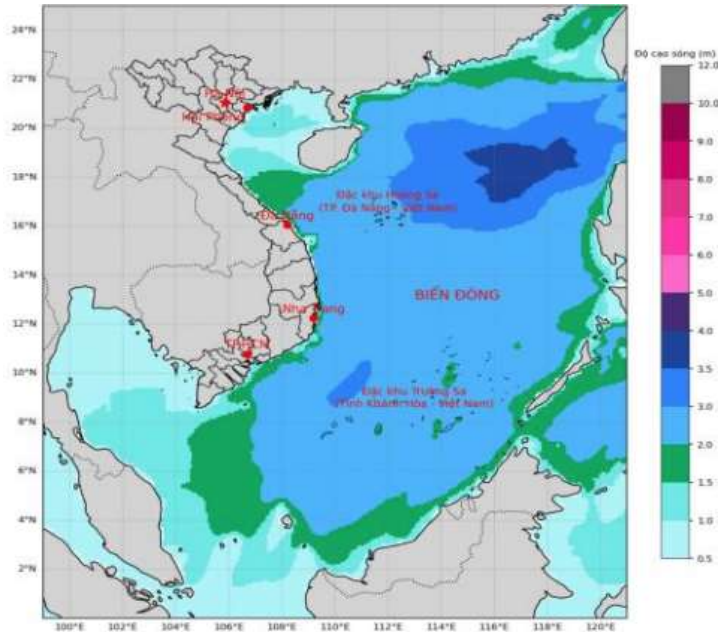 Độ cao sóng (m)
24°N
22°N
20°N
18°N
16°N
14°N
12°N
10°N
8°N
6°N
4°N
2°N
Hà Nội
Hải Phòng
Đặc khu Hoàng Sa
(TP. Đà Nẵng - Việt Nam)
Đà Nẵng
BIỂN ĐÔNG
Nha Trang
TP.HCM
Đặc khu Trường Sa
(Tỉnh Khánh Hòa - Việt Nam)
100°E 102°E 104°E 106°E 108°E 110°E 112°E 114°E 116°E 118°E 120°E
12.0
10.0
9.0
8.0
7.0
6.0
5.0
4.0
3.5
3.0
2.0
1.5
1.0
0.5